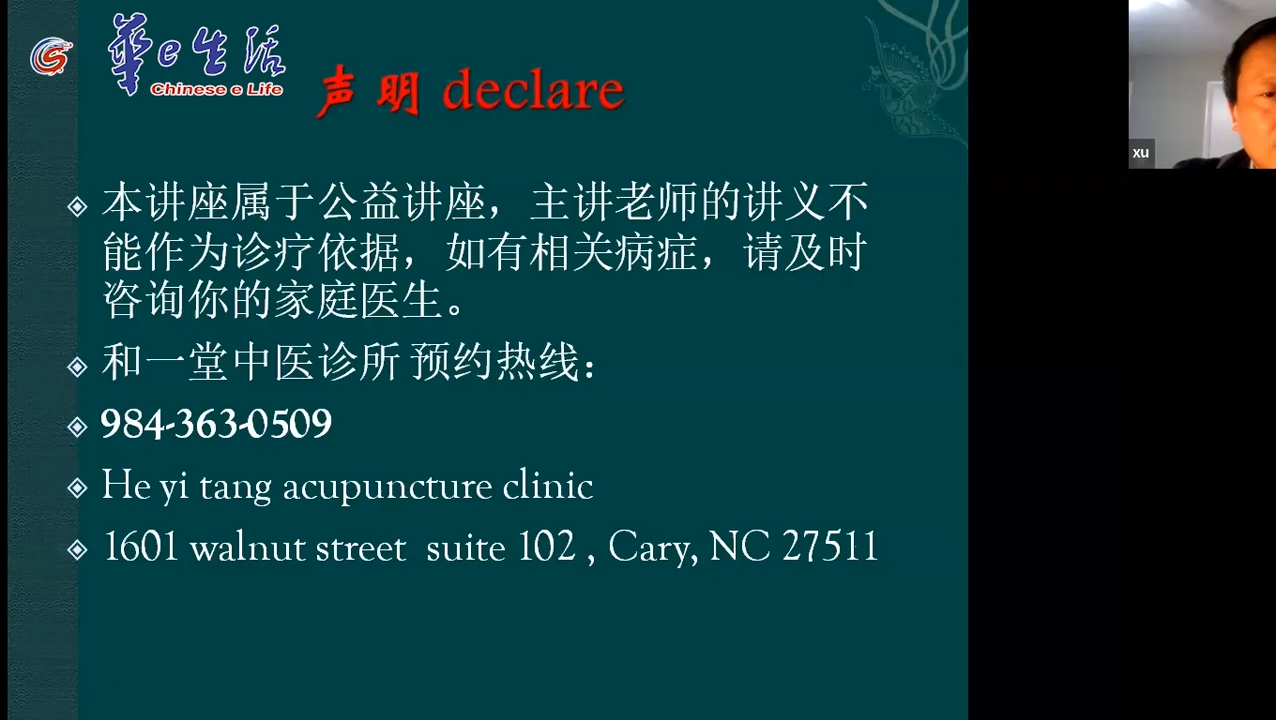 華e生活
Chinese e Life
声明 declare
xu
本讲座属于公益讲座，主讲老师的讲义不
能作为诊疗依据，如有相关病症，请及时
咨询你的家庭医生。
和一堂中医诊所 预约热线：
984-363-0509
He yi tang acupuncture clinic
1601 walnut street suite 102 , Cary, NC 27511